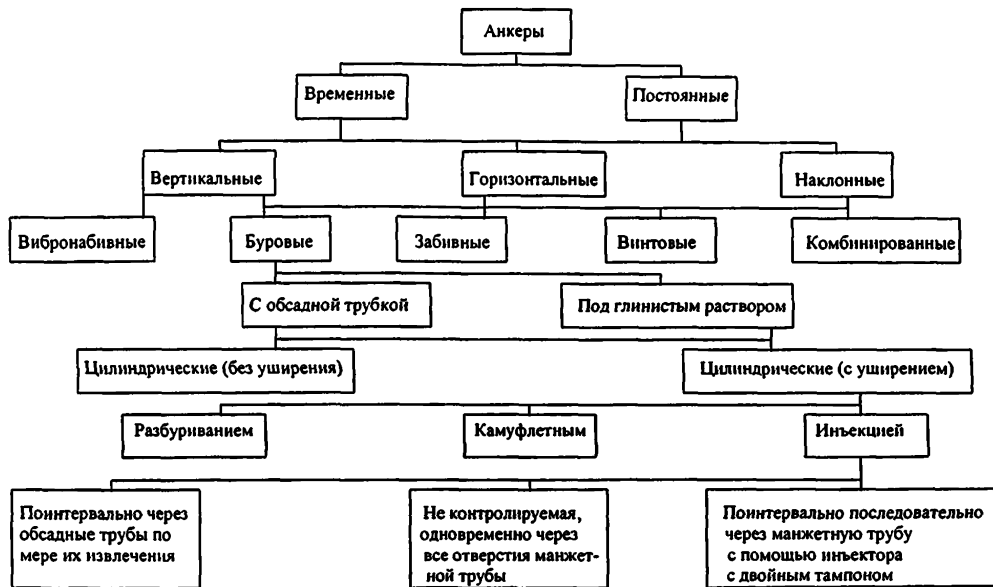 Анкеры
Временные
Постоянные
Вертикальные
Горизонтальные
Наклонные
Вибронабивные
Буровые
Забивные
Винтовые
Комбинированные
С обсадной трубкой
Под глинистым раствором
Цилиндрические (без уширения)
Цилиндрические (с уширением)
Разбуриванием
Камуфлетным
Инъекцией
Поинтервально через
обсадные трубы по
мере их извлечения
Не контролируемая,
одновременно через
все отверстия манжет-
ной трубы
Поинтервально последовательно
через манжетную трубу
с помощью инъектора
с двойным тампоном